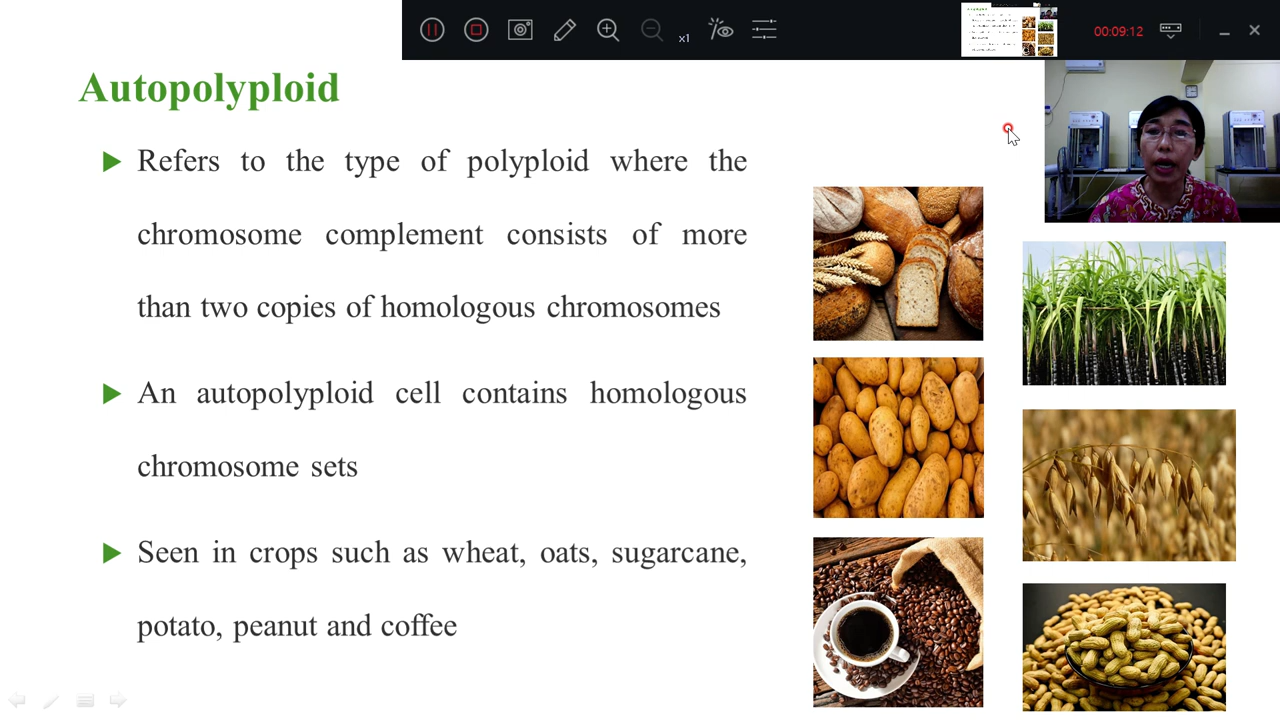 x1
00:09:12
Autopolyploid
Refers to the type of polyploid where the
chromosome complement consists of more
than two copies of homologous chromosomes
An autopolyploid cell contains homologous
chromosome sets
Seen in crops such as wheat, oats, sugarcane,
potato, peanut and coffee